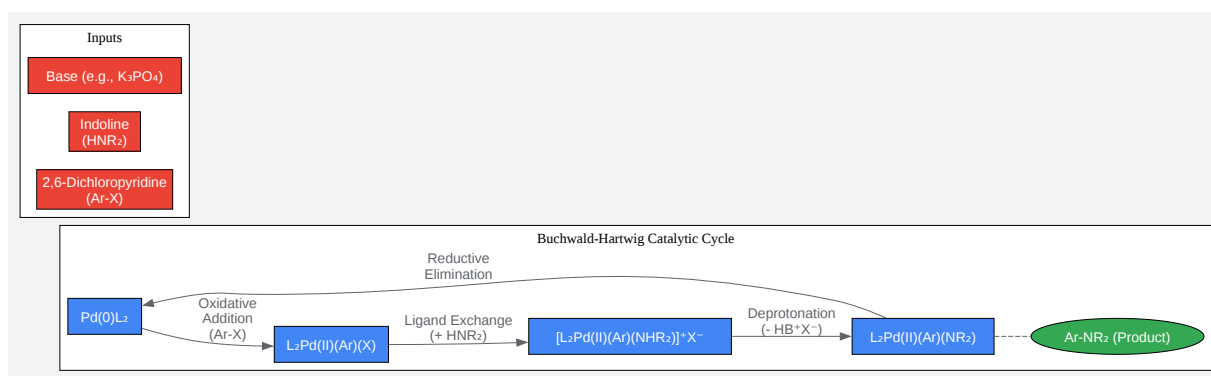 Inputs
Base (e.g., K₃PO₄)
Indoline
(HNR₂)
2,6-Dichloropyridine
(Ar-X)
Buchwald-Hartwig Catalytic Cycle
Reductive
Elimination
Pd(0)L₂
Oxidative
Addition
(Ar-X)
L₂Pd(II)(Ar)(X)
Ligand Exchange
(+ HNR₂)
[L₂Pd(II)(Ar)(NHR₂)]⁺X⁻
Deprotonation
(- HB⁺X⁻)
L₂Pd(II)(Ar)(NR₂)
Ar-NR₂ (Product)